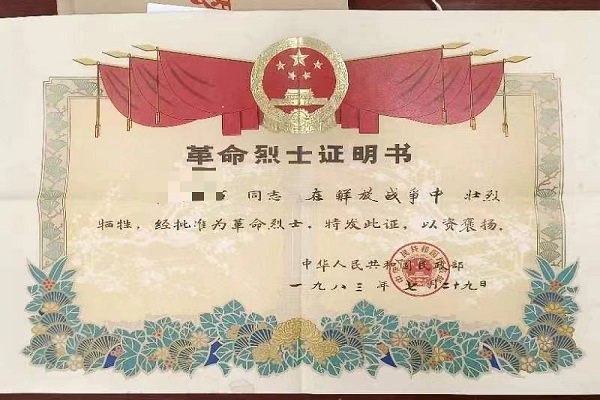 革命烈士证明书
同志 在解放战争中 壮烈
牺牲,经批准为革命烈士,特发此证,以资褒扬。
中华人民共和国民政部
一九八三年七月二十九日